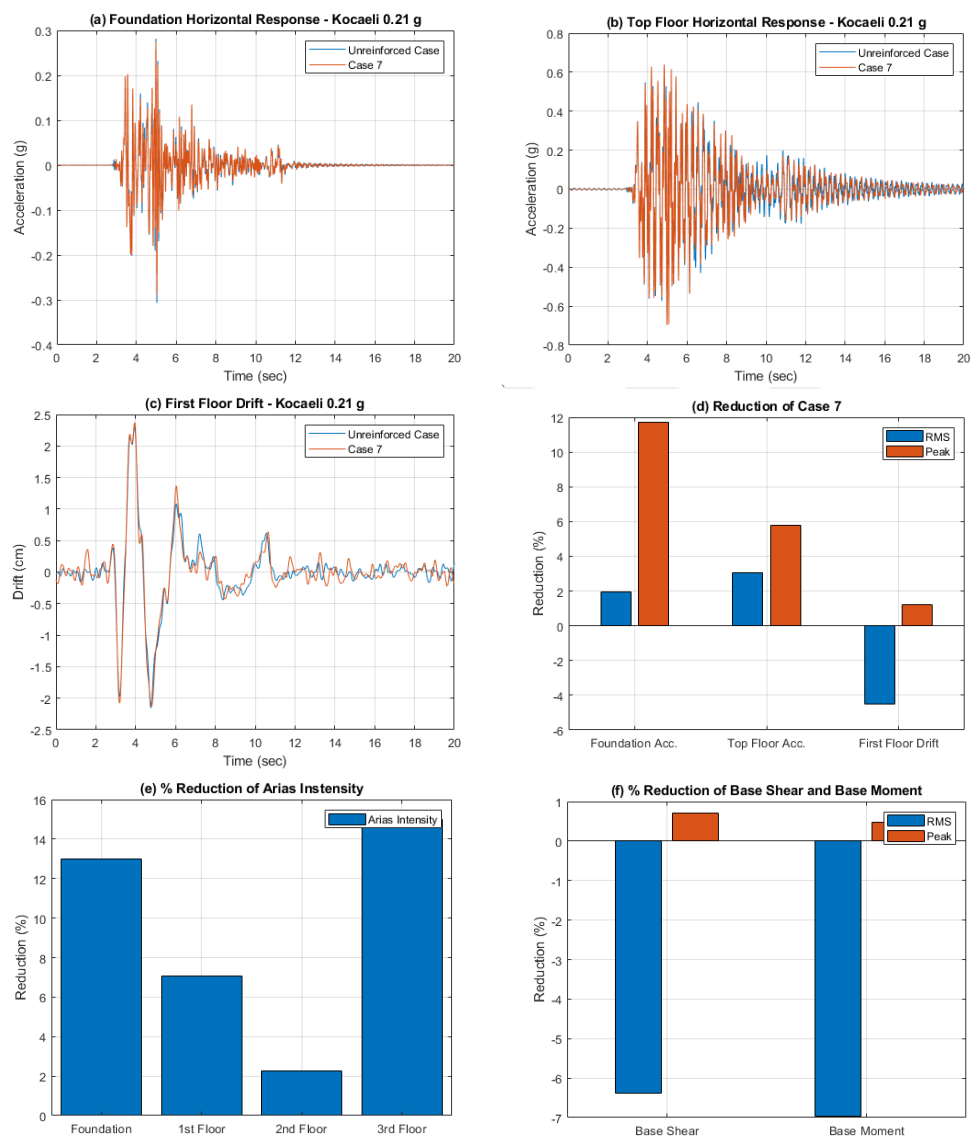 (a) Foundation Horizontal Response - Kocaeli 0.21 g
0.3
0.2
0.1
0
-0.1
-0.2
-0.3
-0.4
Acceleration (g)
Unreinforced Case
Case 7
0 2 4 6 8 10 12 14 16 18 20
Time (sec)
(b) Top Floor Horizontal Response - Kocaeli 0.21 g
0.8
0.6
0.4
0.2
0
-0.2
-0.4
-0.6
-0.8
Acceleration (g)
Unreinforced Case
Case 7
0 2 4 6 8 10 12 14 16 18 20
Time (sec)
(c) First Floor Drift - Kocaeli 0.21 g
2.5
2
1.5
1
0.5
0
-0.5
-1
-1.5
-2
-2.5
Drift (cm)
Unreinforced Case
Case 7
0 2 4 6 8 10 12 14 16 18 20
Time (sec)
(d) Reduction of Case 7
12
10
8
6
4
2
0
-2
-4
-6
Reduction (%)
RMS
Peak
Foundation Acc. Top Floor Acc. First Floor Drift
(e) % Reduction of Arias Instensity
16
14
12
10
8
6
4
2
0
Reduction (%)
Arias Intensity
Foundation 1st Floor 2nd Floor 3rd Floor
(f) % Reduction of Base Shear and Base Moment
1
0
-1
-2
-3
-4
-5
-6
-7
Reduction (%)
RMS
Peak
Base Shear Base Moment